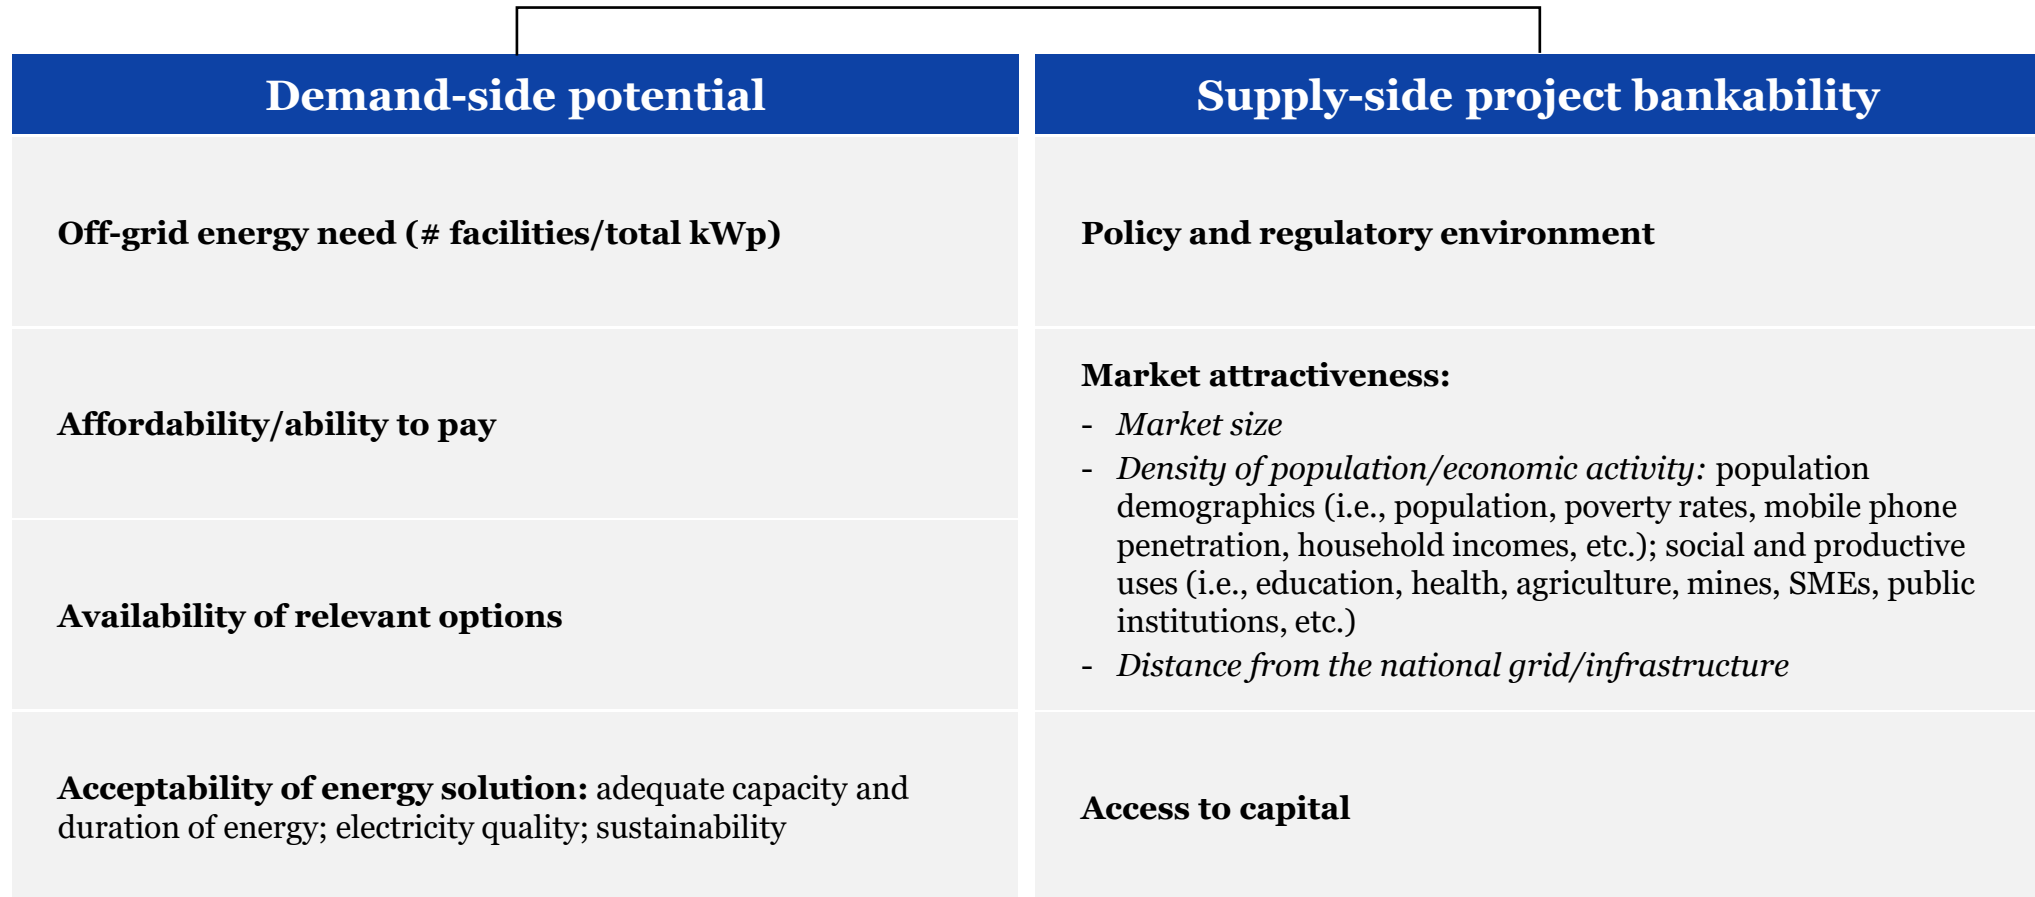 Demand-side potential
Off-grid energy need (# facilities/total kWp)
Affordability/ability to pay
Availability of relevant options
Acceptability of energy solution: adequate capacity and
duration of energy; electricity quality; sustainability
Supply-side project bankability
Policy and regulatory environment
Market attractiveness:
- Market size
- Density of population/economic activity: population
demographics (i.e., population, poverty rates, mobile phone
penetration, household incomes, etc.); social and productive
uses (i.e., education, health, agriculture, mines, SMEs, public
institutions, etc.)
- Distance from the national grid/infrastructure
Access to capital